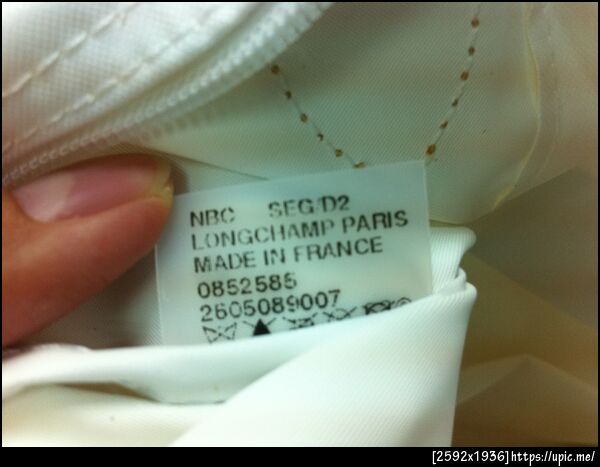 NBC SEG/D2
LONGCHAMP PARIS
MADE IN FRANCE
0852585
2605089007
[2592x1936]https://upic.me/